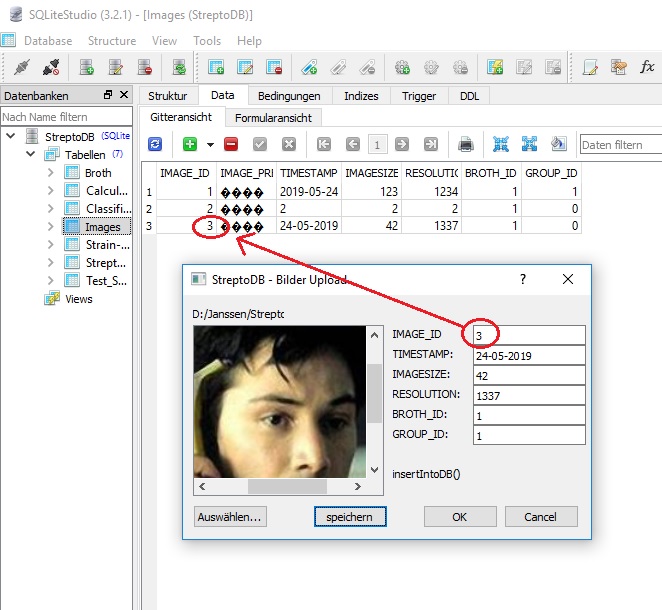 SQLiteStudio (3.2.1) - [Images (StreptoDB)]
Database Structure View Tools Help
Datenbanken
Nach Name filtern
StreptoDB (SQLite
Tabellen (7)
Broth
Calcul...
Classifi...
Images
Strain-...
Strept...
Test_S...
Views
Struktur Data Bedingungen Indizes Trigger DDL
Gitteransicht Formularansicht
1 Daten filtern
IMAGE_ID IMAGE_PRI TIMESTAMP IMAGESIZE RESOLUTIO BROTH_ID GROUP_ID
1 1 ���� 2019-05-24 123 1234 1 1
2 2 ���� 2 2 2 1 0
3 3 ���� 24-05-2019 42 1337 1 0
StreptoDB - Bilder Upload ?
D:/Janssen/Strepto
IMAGE_ID 3
TIMESTAMP: 24-05-2019
IMAGESIZE: 42
RESOLUTION: 1337
BROTH_ID: 1
GROUP_ID: 1
insertIntoDB()
Auswählen... speichern OK Cancel